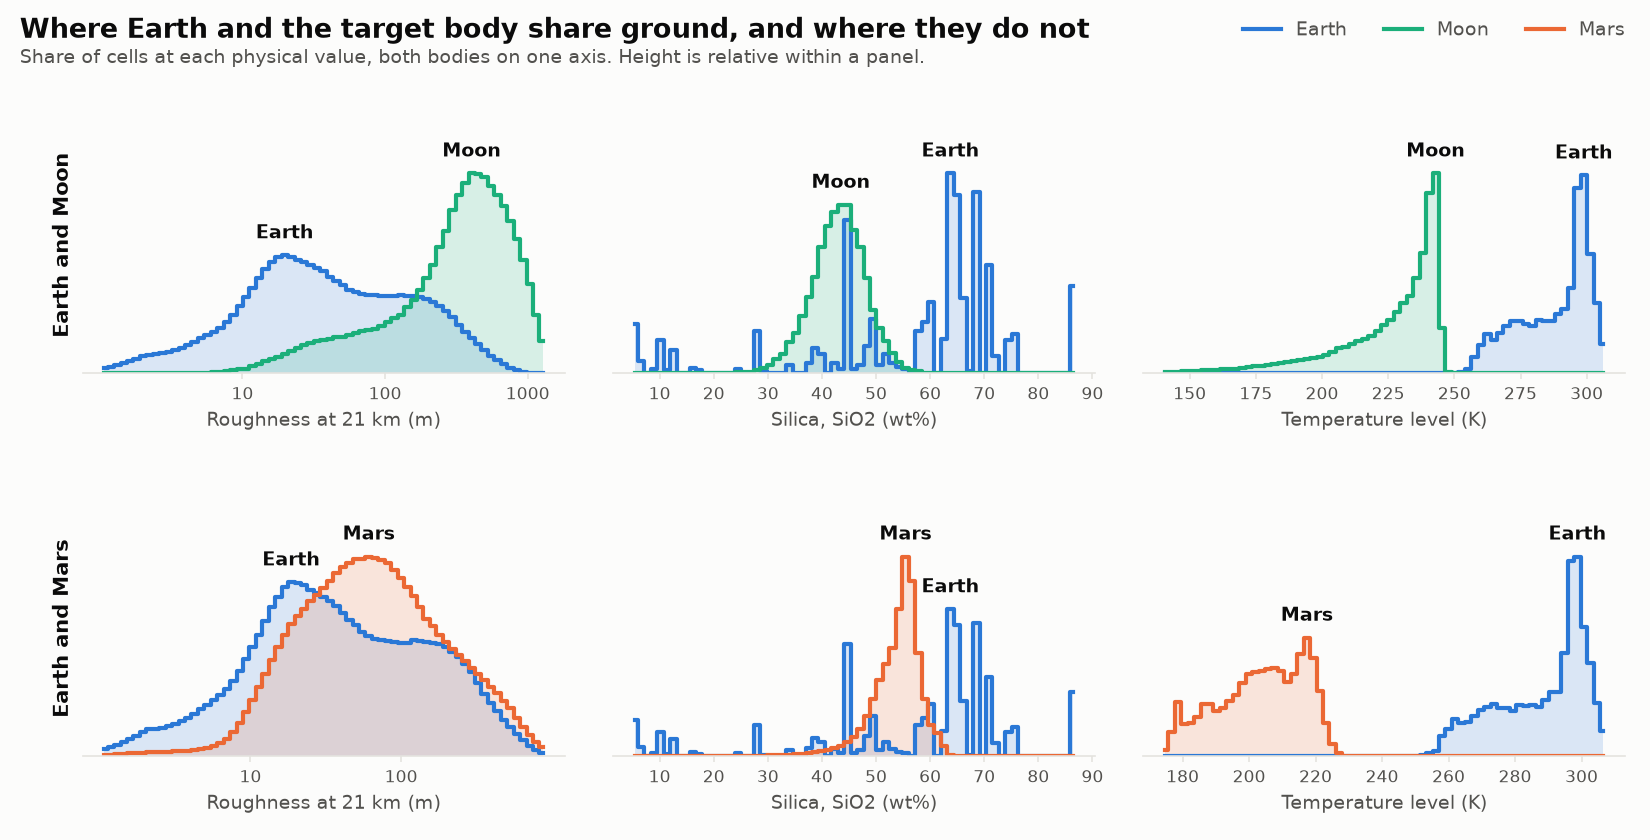 Where Earth and the target body share ground, and where they do not
Earth Moon Mars
Share of cells at each physical value, both bodies on one axis. Height is relative within a panel.
Earth and Moon
Earth
Moon
10 100 1000
Roughness at 21 km (m)
Moon
Earth
10 20 30 40 50 60 70 80 90
Silica, SiO2 (wt%)
Moon
Earth
150 175 200 225 250 275 300
Temperature level (K)
Earth and Mars
Earth
Mars
10 100
Roughness at 21 km (m)
Mars
Earth
10 20 30 40 50 60 70 80 90
Silica, SiO2 (wt%)
Mars
Earth
180 200 220 240 260 280 300
Temperature level (K)